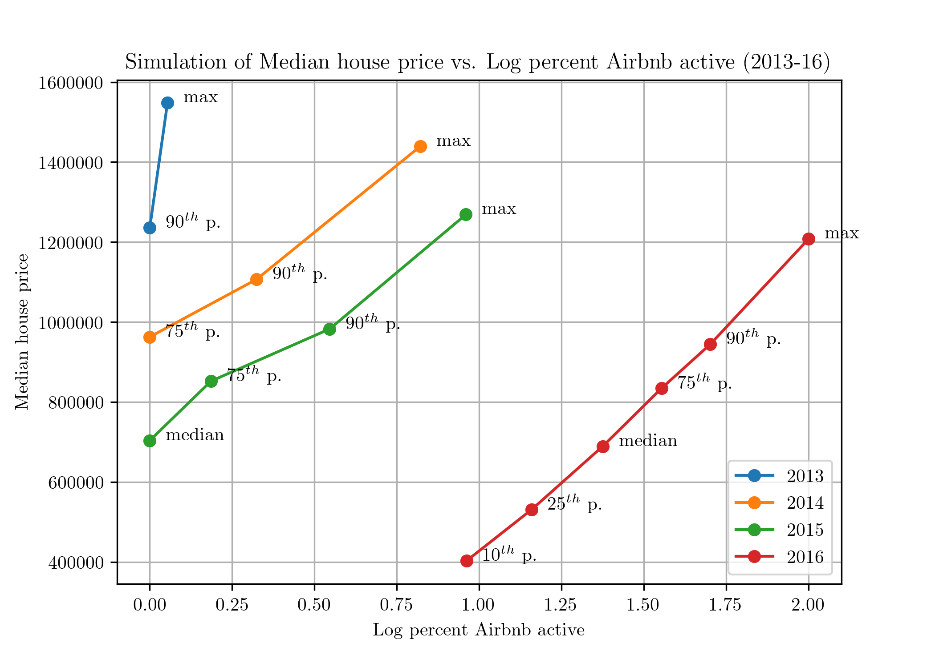 Simulation of Median house price vs. Log percent Airbnb active (2013-16)
1600000
1400000
1200000
1000000
800000
600000
400000
Median house price
max
90th p.
max
90th p.
75th p.
max
90th p.
75th p.
median
max
90th p.
75th p.
median
25th p.
10th p.
2013
2014
2015
2016
0.00 0.25 0.50 0.75 1.00 1.25 1.50 1.75 2.00
Log percent Airbnb active